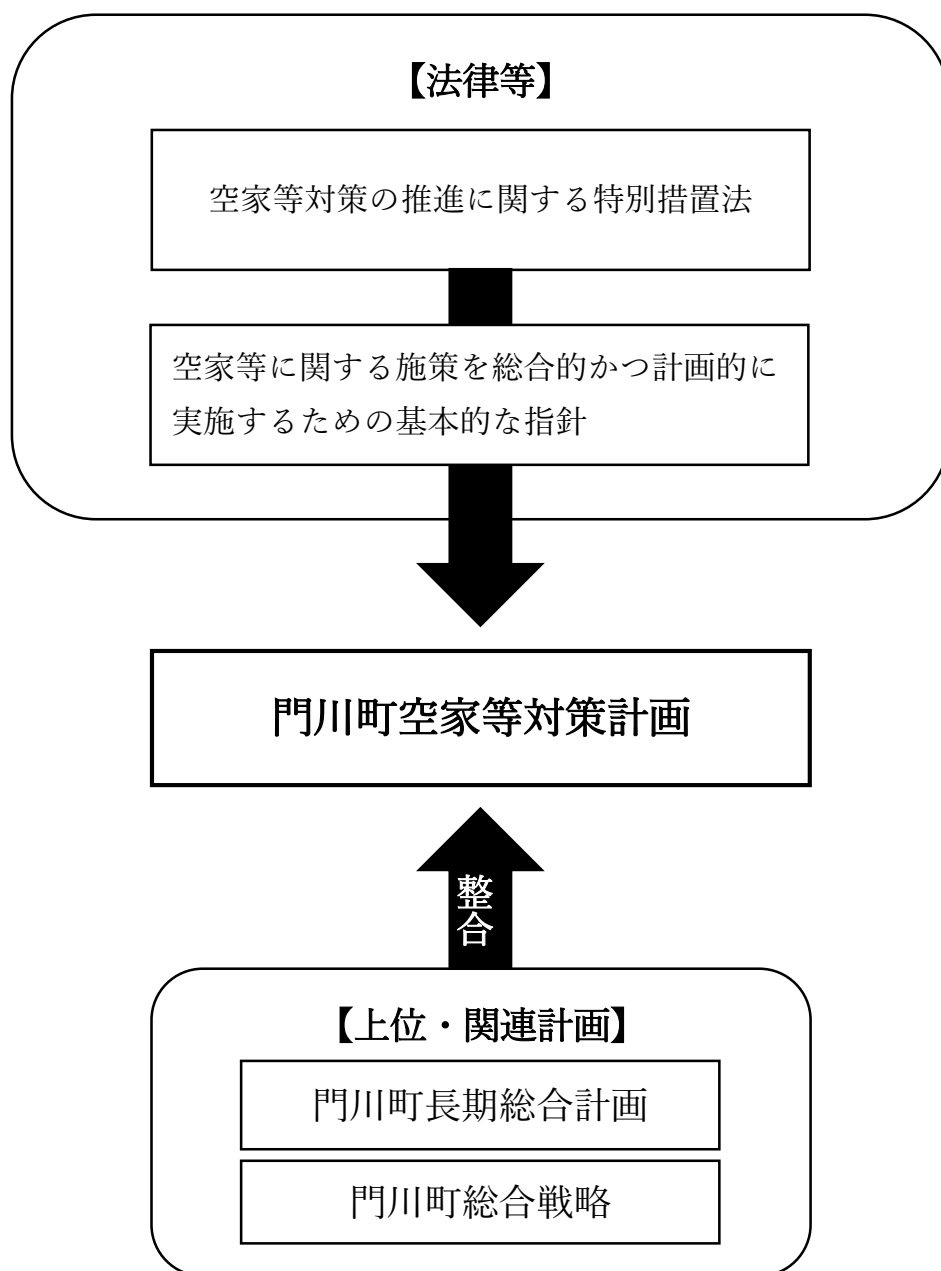 【法律等】
空家等対策の推進に関する特別措置法
空家等に関する施策を総合的かつ計画的に
実施するための基本的な指針
門川町空家等対策計画
整合
【上位・関連計画】
門川町長期総合計画
門川町総合戦略